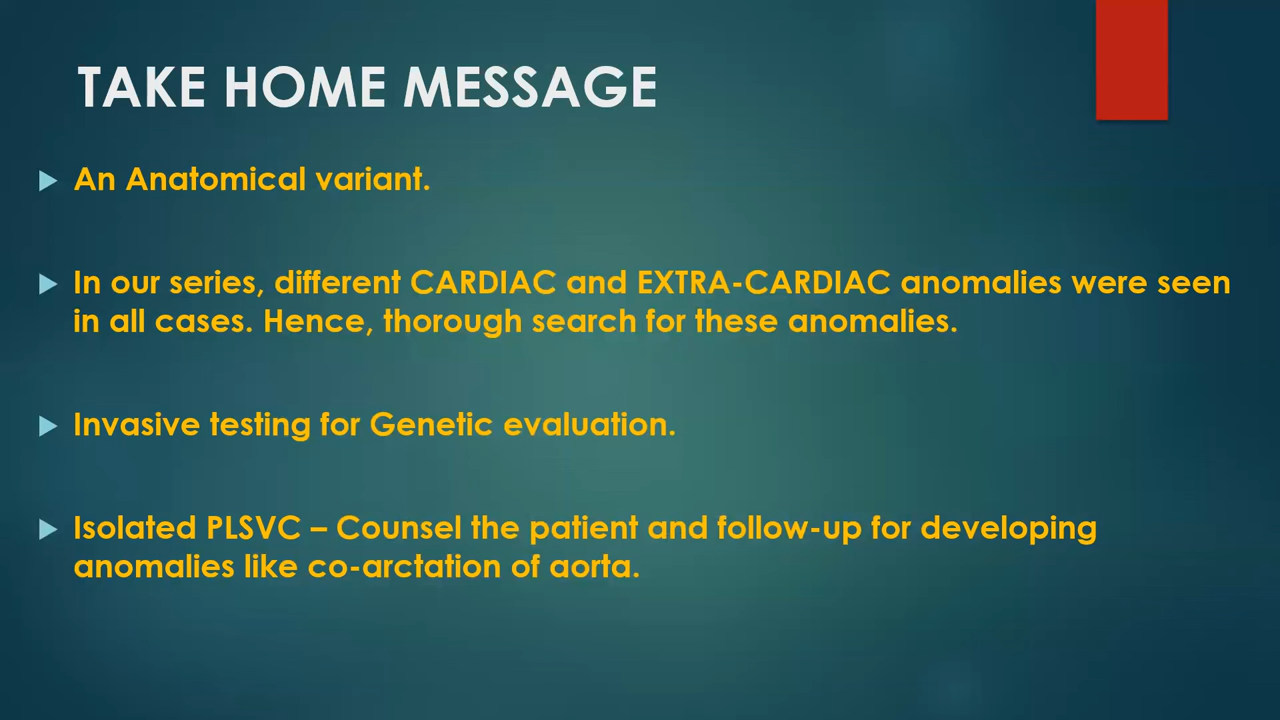 TAKE HOME MESSAGE
An Anatomical variant.
In our series, different CARDIAC and EXTRA-CARDIAC anomalies were seen
in all cases. Hence, thorough search for these anomalies.
Invasive testing for Genetic evaluation.
Isolated PLSVC – Counsel the patient and follow-up for developing
anomalies like co-arctation of aorta.